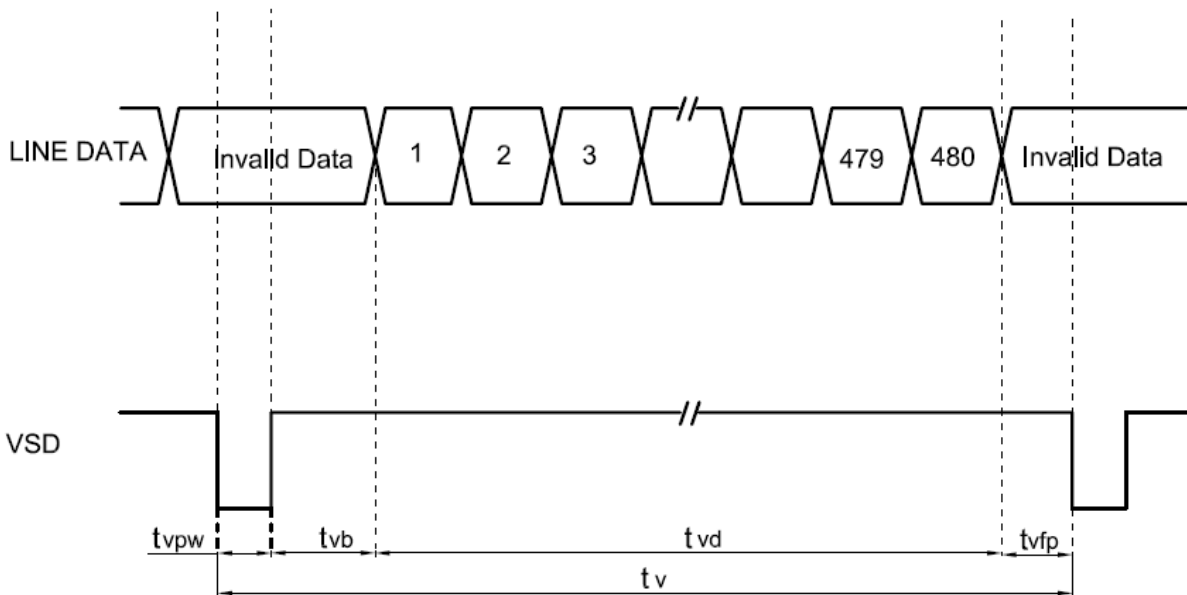 LINE DATA Invalid Data 1 2 3 479 480 Invalid Data
VSD
tvpw tvb tvd tvfp
tv